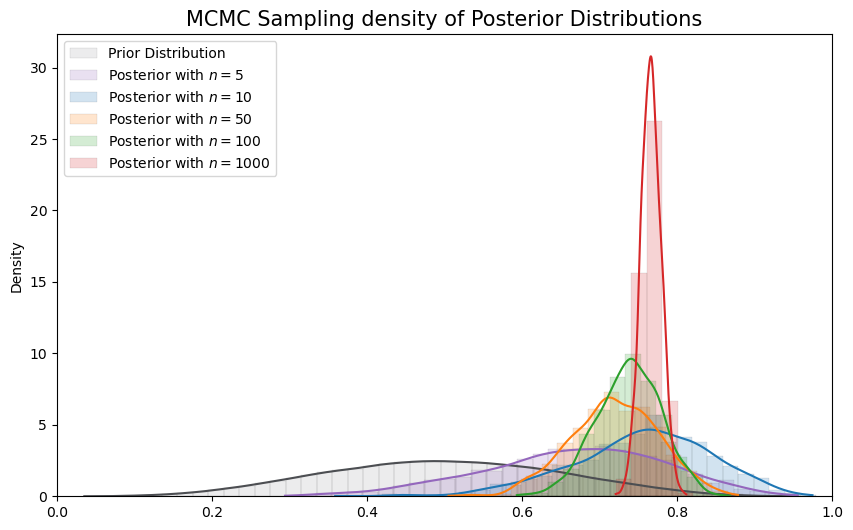 MCMC Sampling density of Posterior Distributions
Prior Distribution
Posterior with n = 5
Posterior with n = 10
Posterior with n = 50
Posterior with n = 100
Posterior with n = 1000
Density
30
25
20
15
10
5
0
0.0 0.2 0.4 0.6 0.8 1.0